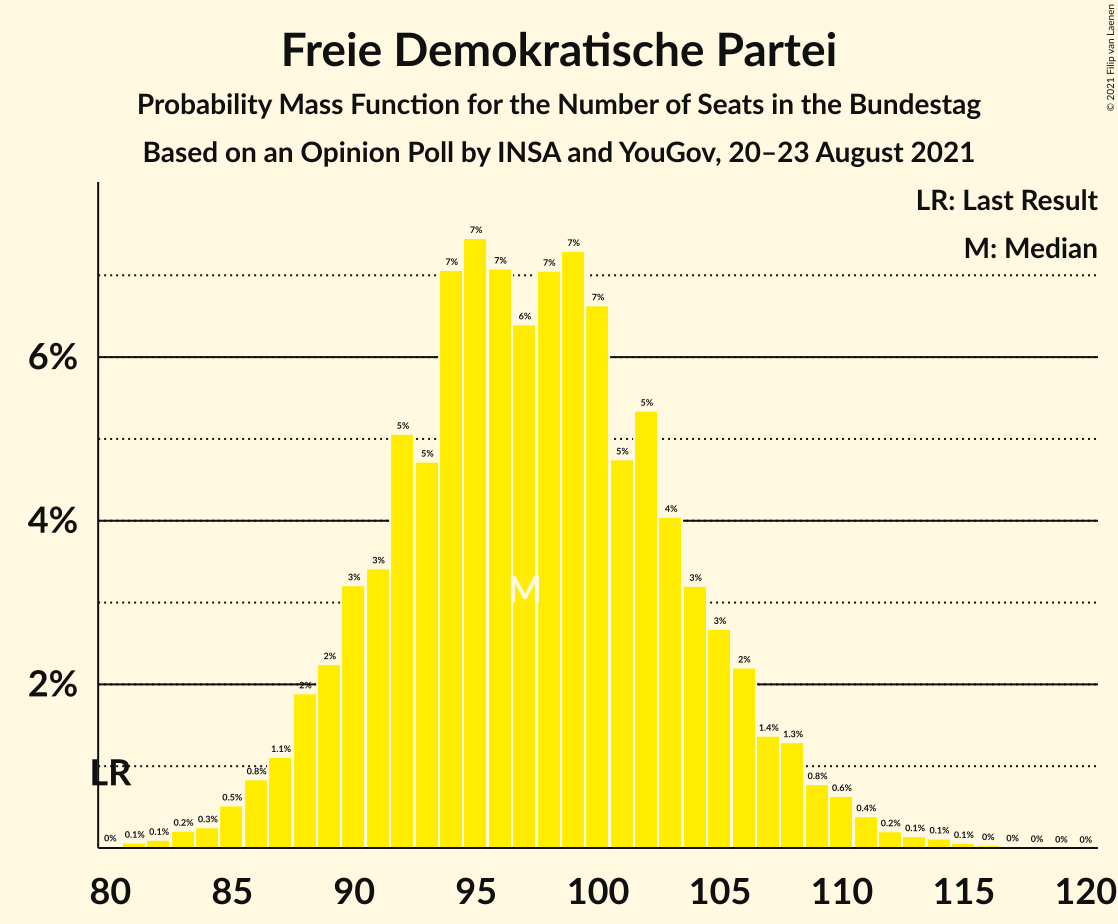 Freie Demokratische Partei
Probability Mass Function for the Number of Seats in the Bundestag
Based on an Opinion Poll by INSA and YouGov, 20–23 August 2021
© 2021 Filip van Laenen
LR: Last Result
M: Median
6%
4%
2%
LR
M
0% 0.1% 0.1% 0.2% 0.3% 0.5% 0.8% 1.1% 2% 2% 3% 3% 5% 5% 7% 7% 7% 6% 7% 7% 7% 5% 5% 4% 3% 3% 2% 1.4% 1.3% 0.8% 0.6% 0.4% 0.2% 0.1% 0.1% 0.1% 0% 0% 0% 0% 0%
80 85 90 95 100 105 110 115 120